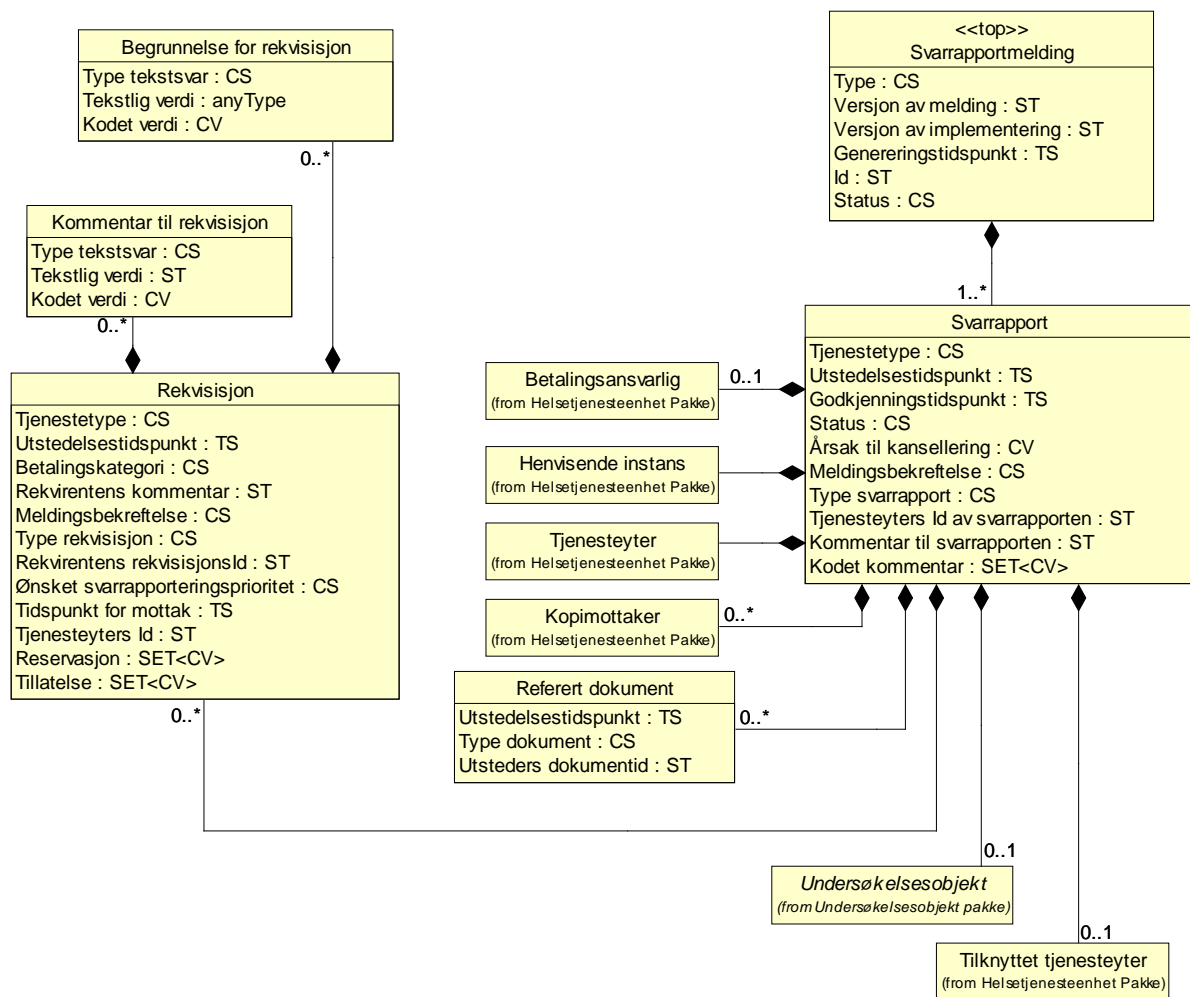 Begrunnelse for rekvisisjon
Type tekstsvar : CS
Tekstlig verdi : anyType
Kodet verdi : CV
0..*
Kommentar til rekvisisjon
Type tekstsvar : CS
Tekstlig verdi : ST
Kodet verdi : CV
0..*
Rekvisisjon
Tjenestetype : CS
Utstedelsestidspunkt : TS
Betalingskategori : CS
Rekvirentens kommentar : ST
Meldingsbekreftelse : CS
Type rekvisisjon : CS
Rekvirentens rekvisisjonsId : ST
Ønsket svarrapporteringsprioritet : CS
Tidspunkt for mottak : TS
Tjenesteyters Id : ST
Reservasjon : SET<CV>
Tillatelse : SET<CV>
0..*
<<top>>
Svarrapportmelding
Type : CS
Versjon av melding : ST
Versjon av implementering : ST
Genereringstidspunkt : TS
Id : ST
Status : CS
1..*
Svarrapport
Tjenestetype : CS
Utstedelsestidspunkt : TS
Godkjenningstidspunkt : TS
Status : CS
Årsak til kansellering : CV
Meldingsbekreftelse : CS
Type svarrapport : CS
Tjenesteyters Id av svarrapporten : ST
Kommentar til svarrapporten : ST
Kodet kommentar : SET<CV>
Betalingsansvarlig
(from Helsetjenesteenhet Pakke)
0..1
Henvisende instans
(from Helsetjenesteenhet Pakke)
Tjenesteyter
(from Helsetjenesteenhet Pakke)
Kopimottaker
(from Helsetjenesteenhet Pakke)
0..*
Referert dokument
Utstedelsestidspunkt : TS
Type dokument : CS
Utsteders dokumentid : ST
0..*
0..1
Undersøkelsesobjekt
(from Undersøkelsesobjekt pakke)
0..1
Tilknyttet tjenesteyter
(from Helsetjenesteenhet Pakke)